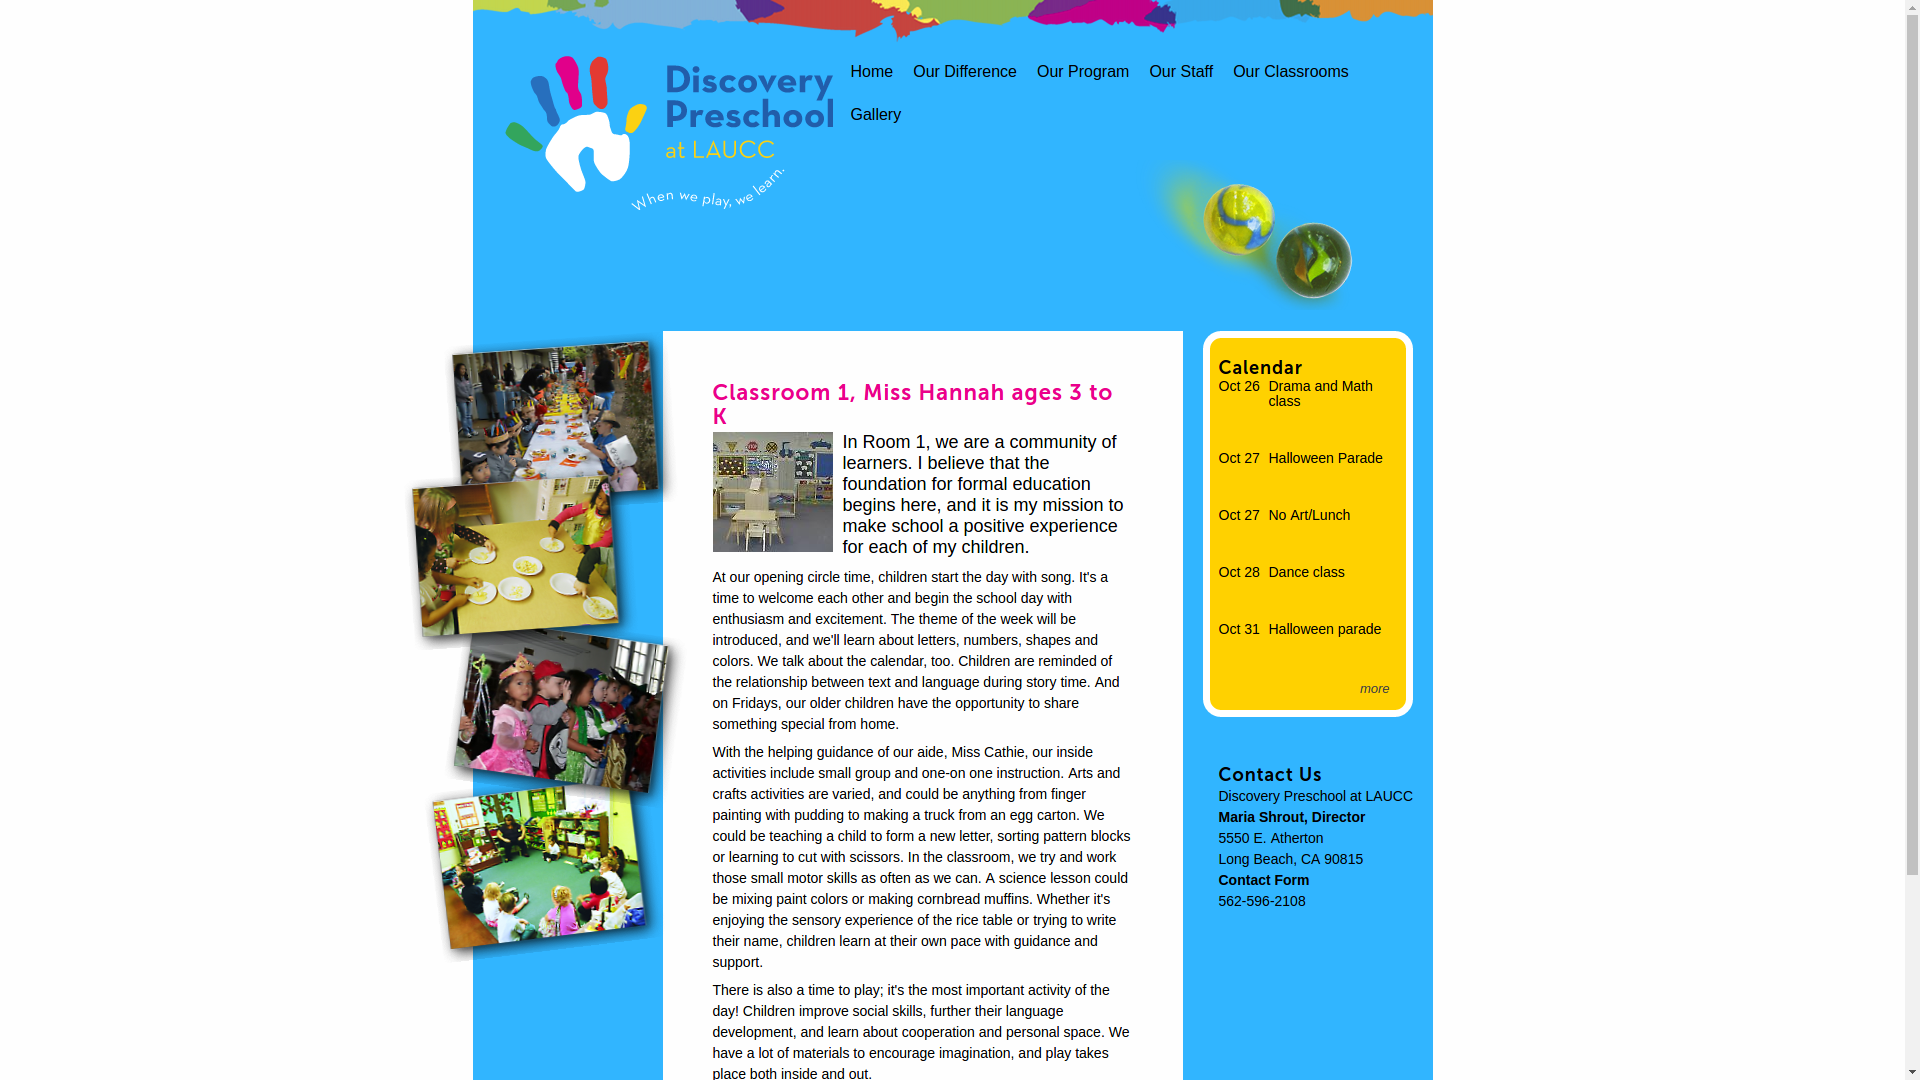 Discovery
Preschool
at LAUCC
When we play, we learn.
Home Our Difference Our Program Our Staff Our Classrooms
Gallery
Classroom 1, Miss Hannah ages 3 to
K
In Room 1, we are a community of
learners. I believe that the
foundation for formal education
begins here, and it is my mission to
make school a positive experience
for each of my children.
At our opening circle time, children start the day with song. It's a
time to welcome each other and begin the school day with
enthusiasm and excitement. The theme of the week will be
introduced, and we'll learn about letters, numbers, shapes and
colors. We talk about the calendar, too. Children are reminded of
the relationship between text and language during story time. And
on Fridays, our older children have the opportunity to share
something special from home.
With the helping guidance of our aide, Miss Cathie, our inside
activities include small group and one-on one instruction. Arts and
crafts activities are varied, and could be anything from finger
painting with pudding to making a truck from an egg carton. We
could be teaching a child to form a new letter, sorting pattern blocks
or learning to cut with scissors. In the classroom, we try and work
those small motor skills as often as we can. A science lesson could
be mixing paint colors or making cornbread muffins. Whether it's
enjoying the sensory experience of the rice table or trying to write
their name, children learn at their own pace with guidance and
support.
There is also a time to play; it's the most important activity of the
day! Children improve social skills, further their language
development, and learn about cooperation and personal space. We
have a lot of materials to encourage imagination, and play takes
place both inside and out.
Calendar
Oct 26 Drama and Math
class
Oct 27 Halloween Parade
Oct 27 No Art/Lunch
Oct 28 Dance class
Oct 31 Halloween parade
more
Contact Us
Discovery Preschool at LAUCC
Maria Shrout, Director
5550 E. Atherton
Long Beach, CA 90815
Contact Form
562-596-2108